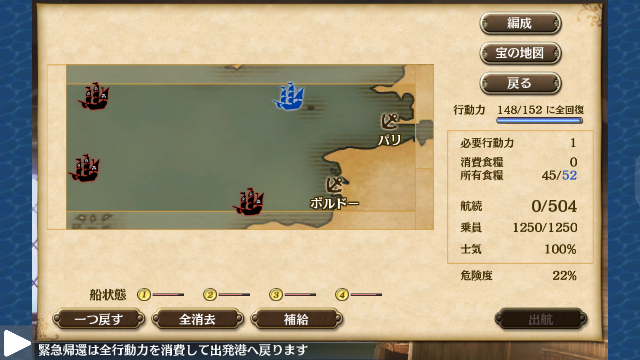 編成
宝の地図
戻る
行動力 148/152 に全回復
必要行動力 1
消費食糧 0
所有食糧 45/52
航続 0/504
乗員 1250/1250
士気 100%
危険度 22%
パリ
ボルドー
船状態 1 2 3 4
一つ戻す
全消去
補給
出航
緊急帰還は全行動力を消費して出発港へ戻ります